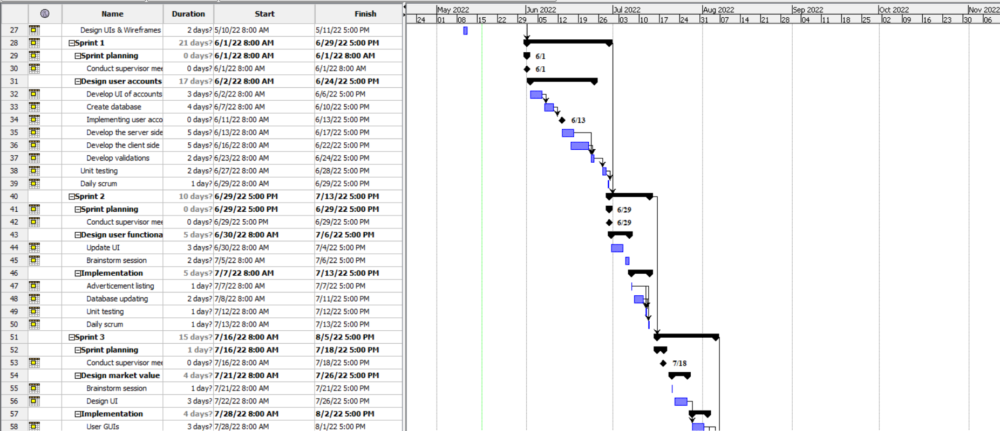 Name Duration Start Finish
May 2022 Jun 2022 Jul 2022 Aug 2022 Sep 2022 Oct 2022 Nov 2022
24 01 08 15 22 29 05 12 19 26 03 10 17 24 31 07 14 21 28 04 11 18 25 02 09 16 23 30 06
27 Design UIs & Wireframes 2 days? 5/10/22 8:00 AM 5/11/22 5:00 PM
28 Sprint 1 21 days? 6/1/22 8:00 AM 6/29/22 5:00 PM
29 Sprint planning 0 days? 6/1/22 8:00 AM 6/1/22 8:00 AM 6/1
30 Conduct supervisor mee 0 days? 6/1/22 8:00 AM 6/1/22 8:00 AM 6/1
31 Design user accounts 17 days? 6/2/22 8:00 AM 6/24/22 5:00 PM
32 Develop UI of accounts 3 days? 6/2/22 8:00 AM 6/6/22 5:00 PM
33 Create database 4 days? 6/7/22 8:00 AM 6/10/22 5:00 PM
34 Implementing user acco 0 days? 6/11/22 8:00 AM 6/13/22 5:00 PM 6/13
35 Develop the server side 5 days? 6/13/22 8:00 AM 6/17/22 5:00 PM
36 Develop the client side 5 days? 6/16/22 8:00 AM 6/22/22 5:00 PM
37 Develop validations 2 days? 6/23/22 8:00 AM 6/24/22 5:00 PM
38 Unit testing 2 days? 6/27/22 8:00 AM 6/28/22 5:00 PM
39 Daily scrum 1 day? 6/29/22 8:00 AM 6/29/22 5:00 PM
40 Sprint 2 10 days? 6/29/22 5:00 PM 7/13/22 5:00 PM
41 Sprint planning 0 days? 6/29/22 5:00 PM 6/29/22 5:00 PM 6/29
42 Conduct supervisor mee 0 days? 6/29/22 5:00 PM 6/29/22 5:00 PM 6/29
43 Design user functiona 5 days? 6/30/22 8:00 AM 7/6/22 5:00 PM
44 Update UI 3 days? 6/30/22 8:00 AM 7/4/22 5:00 PM
45 Brainstorm session 2 days? 7/5/22 8:00 AM 7/6/22 5:00 PM
46 Implementation 5 days? 7/7/22 8:00 AM 7/13/22 5:00 PM
47 Adverticement listing 1 day? 7/7/22 8:00 AM 7/7/22 5:00 PM
48 Database updating 2 days? 7/8/22 8:00 AM 7/11/22 5:00 PM
49 Unit testing 1 day? 7/12/22 8:00 AM 7/12/22 5:00 PM
50 Daily scrum 1 day? 7/13/22 8:00 AM 7/13/22 5:00 PM
51 Sprint 3 15 days? 7/16/22 8:00 AM 8/5/22 5:00 PM
52 Sprint planning 1 day? 7/16/22 8:00 AM 7/18/22 5:00 PM
53 Conduct supervisor mee 0 days? 7/16/22 8:00 AM 7/18/22 5:00 PM 7/18
54 Design market value 4 days? 7/21/22 8:00 AM 7/26/22 5:00 PM
55 Brainstorm session 1 day? 7/21/22 8:00 AM 7/21/22 5:00 PM
56 Design UI 3 days? 7/22/22 8:00 AM 7/26/22 5:00 PM
57 Implementation 4 days? 7/28/22 8:00 AM 8/2/22 5:00 PM
58 User GUIs 3 days? 7/28/22 8:00 AM 8/1/22 5:00 PM